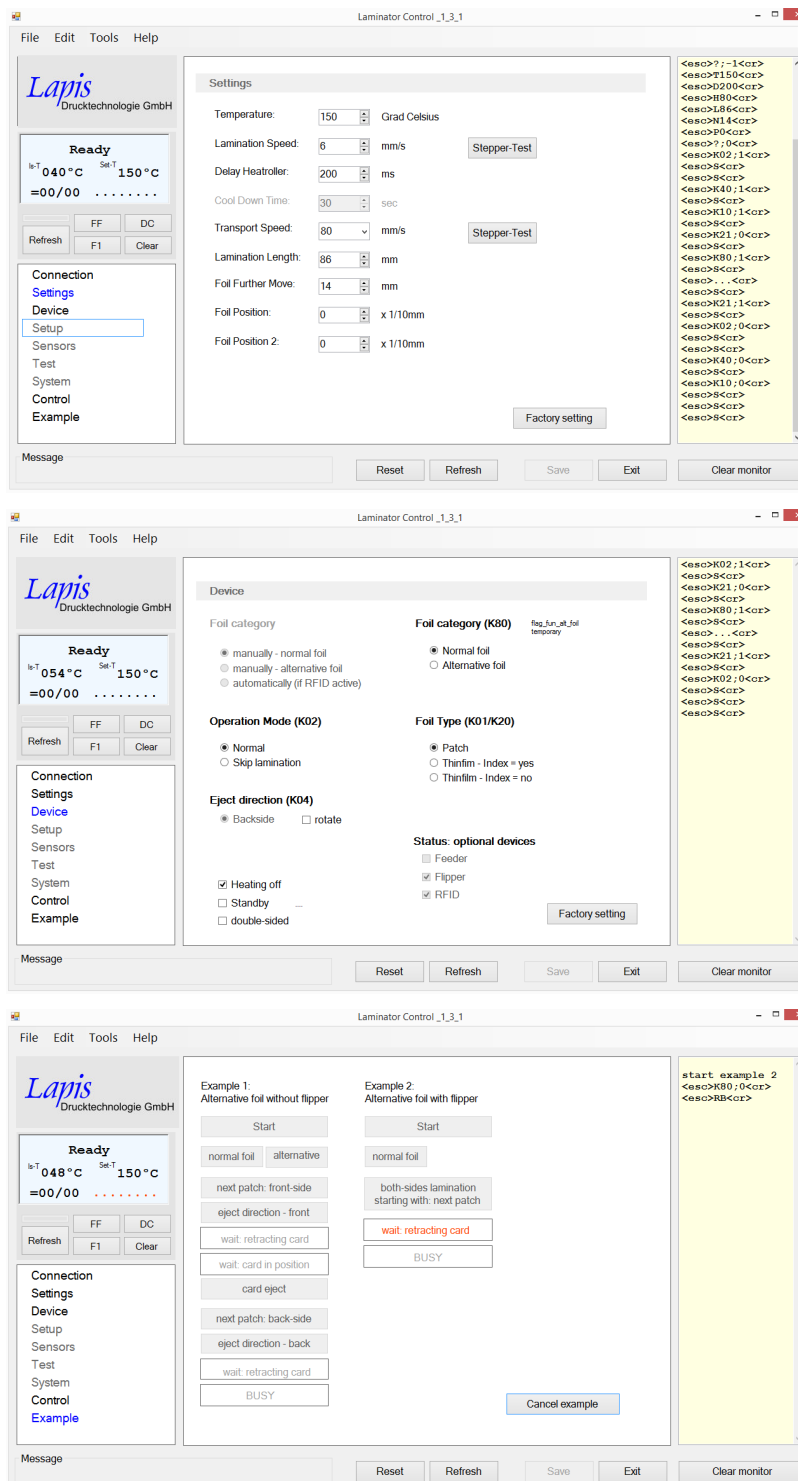 Laminator Control _1_3_1
File Edit Tools Help
Lapis
Drucktechnologie GmbH
Ready
Is-T 040°C Set-T 150°C
=00/00 ........
Refresh FF DC
F1 Clear
Connection
Settings
Device
Setup
Sensors
Test
System
Control
Example
Settings
Temperature: 150 Grad Celsius
Lamination Speed: 6 mm/s Stepper-Test
Delay Heatroller: 200 ms
Cool Down Time: 30 sec
Transport Speed: 80 mm/s Stepper-Test
Lamination Length: 86 mm
Foil Further Move: 14 mm
Foil Position: 0 x 1/10mm
Foil Position 2: 0 x 1/10mm
Factory setting
<esc>?;-1<cr>
<esc>T150<cr>
<esc>D200<cr>
<esc>H80<cr>
<esc>L86<cr>
<esc>N14<cr>
<esc>P0<cr>
<esc>?;0<cr>
<esc>K02;1<cr>
<esc>S<cr>
<esc>S<cr>
<esc>K40;1<cr>
<esc>S<cr>
<esc>K10;1<cr>
<esc>S<cr>
<esc>K21;0<cr>
<esc>S<cr>
<esc>K80;1<cr>
<esc>S<cr>
<esc>...<cr>
<esc>S<cr>
<esc>K21;1<cr>
<esc>S<cr>
<esc>K02;0<cr>
<esc>S<cr>
<esc>S<cr>
<esc>K40;0<cr>
<esc>S<cr>
<esc>K10;0<cr>
<esc>S<cr>
<esc>S<cr>
<esc>S<cr>
Message
Reset Refresh Save Exit Clear monitor
Laminator Control _1_3_1
File Edit Tools Help
Lapis
Drucktechnologie GmbH
Ready
Is-T 054°C Set-T 150°C
=00/00 ........
Refresh FF DC
F1 Clear
Connection
Settings
Device
Setup
Sensors
Test
System
Control
Example
Device
Foil category
manually - normal foil
manually - alternative foil
automatically (if RFID active)
Foil category (K80) flag_fun_alt_foil
temporary
Normal foil
Alternative foil
Operation Mode (K02)
Normal
Skip lamination
Foil Type (K01/K20)
Patch
Thinfim - Index = yes
Thinfilm - Index = no
Eject direction (K04)
Backside rotate
Status: optional devices
Feeder
Flipper
RFID
Heating off
Standby
double-sided
Factory setting
<esc>K02;1<cr>
<esc>S<cr>
<esc>K21;0<cr>
<esc>S<cr>
<esc>K80;1<cr>
<esc>S<cr>
<esc>...<cr>
<esc>S<cr>
<esc>K21;1<cr>
<esc>S<cr>
<esc>K02;0<cr>
<esc>S<cr>
<esc>S<cr>
<esc>S<cr>
Message
Reset Refresh Save Exit Clear monitor
Laminator Control _1_3_1
File Edit Tools Help
Lapis
Drucktechnologie GmbH
Ready
Is-T 048°C Set-T 150°C
=00/00 ........
Refresh FF DC
F1 Clear
Connection
Settings
Device
Setup
Sensors
Test
System
Control
Example
Example 1:
Alternative foil without flipper
Start
normal foil alternative
next patch: front-side
eject direction - front
wait: retracting card
wait: card in position
card eject
next patch: back-side
eject direction - back
wait: retracting card
BUSY
Example 2:
Alternative foil with flipper
Start
normal foil
both-sides lamination
starting with: next patch
wait: retracting card
BUSY
Cancel example
start example 2
<esc>K80;0<cr>
<esc>RB<cr>
Message
Reset Refresh Save Exit Clear monitor